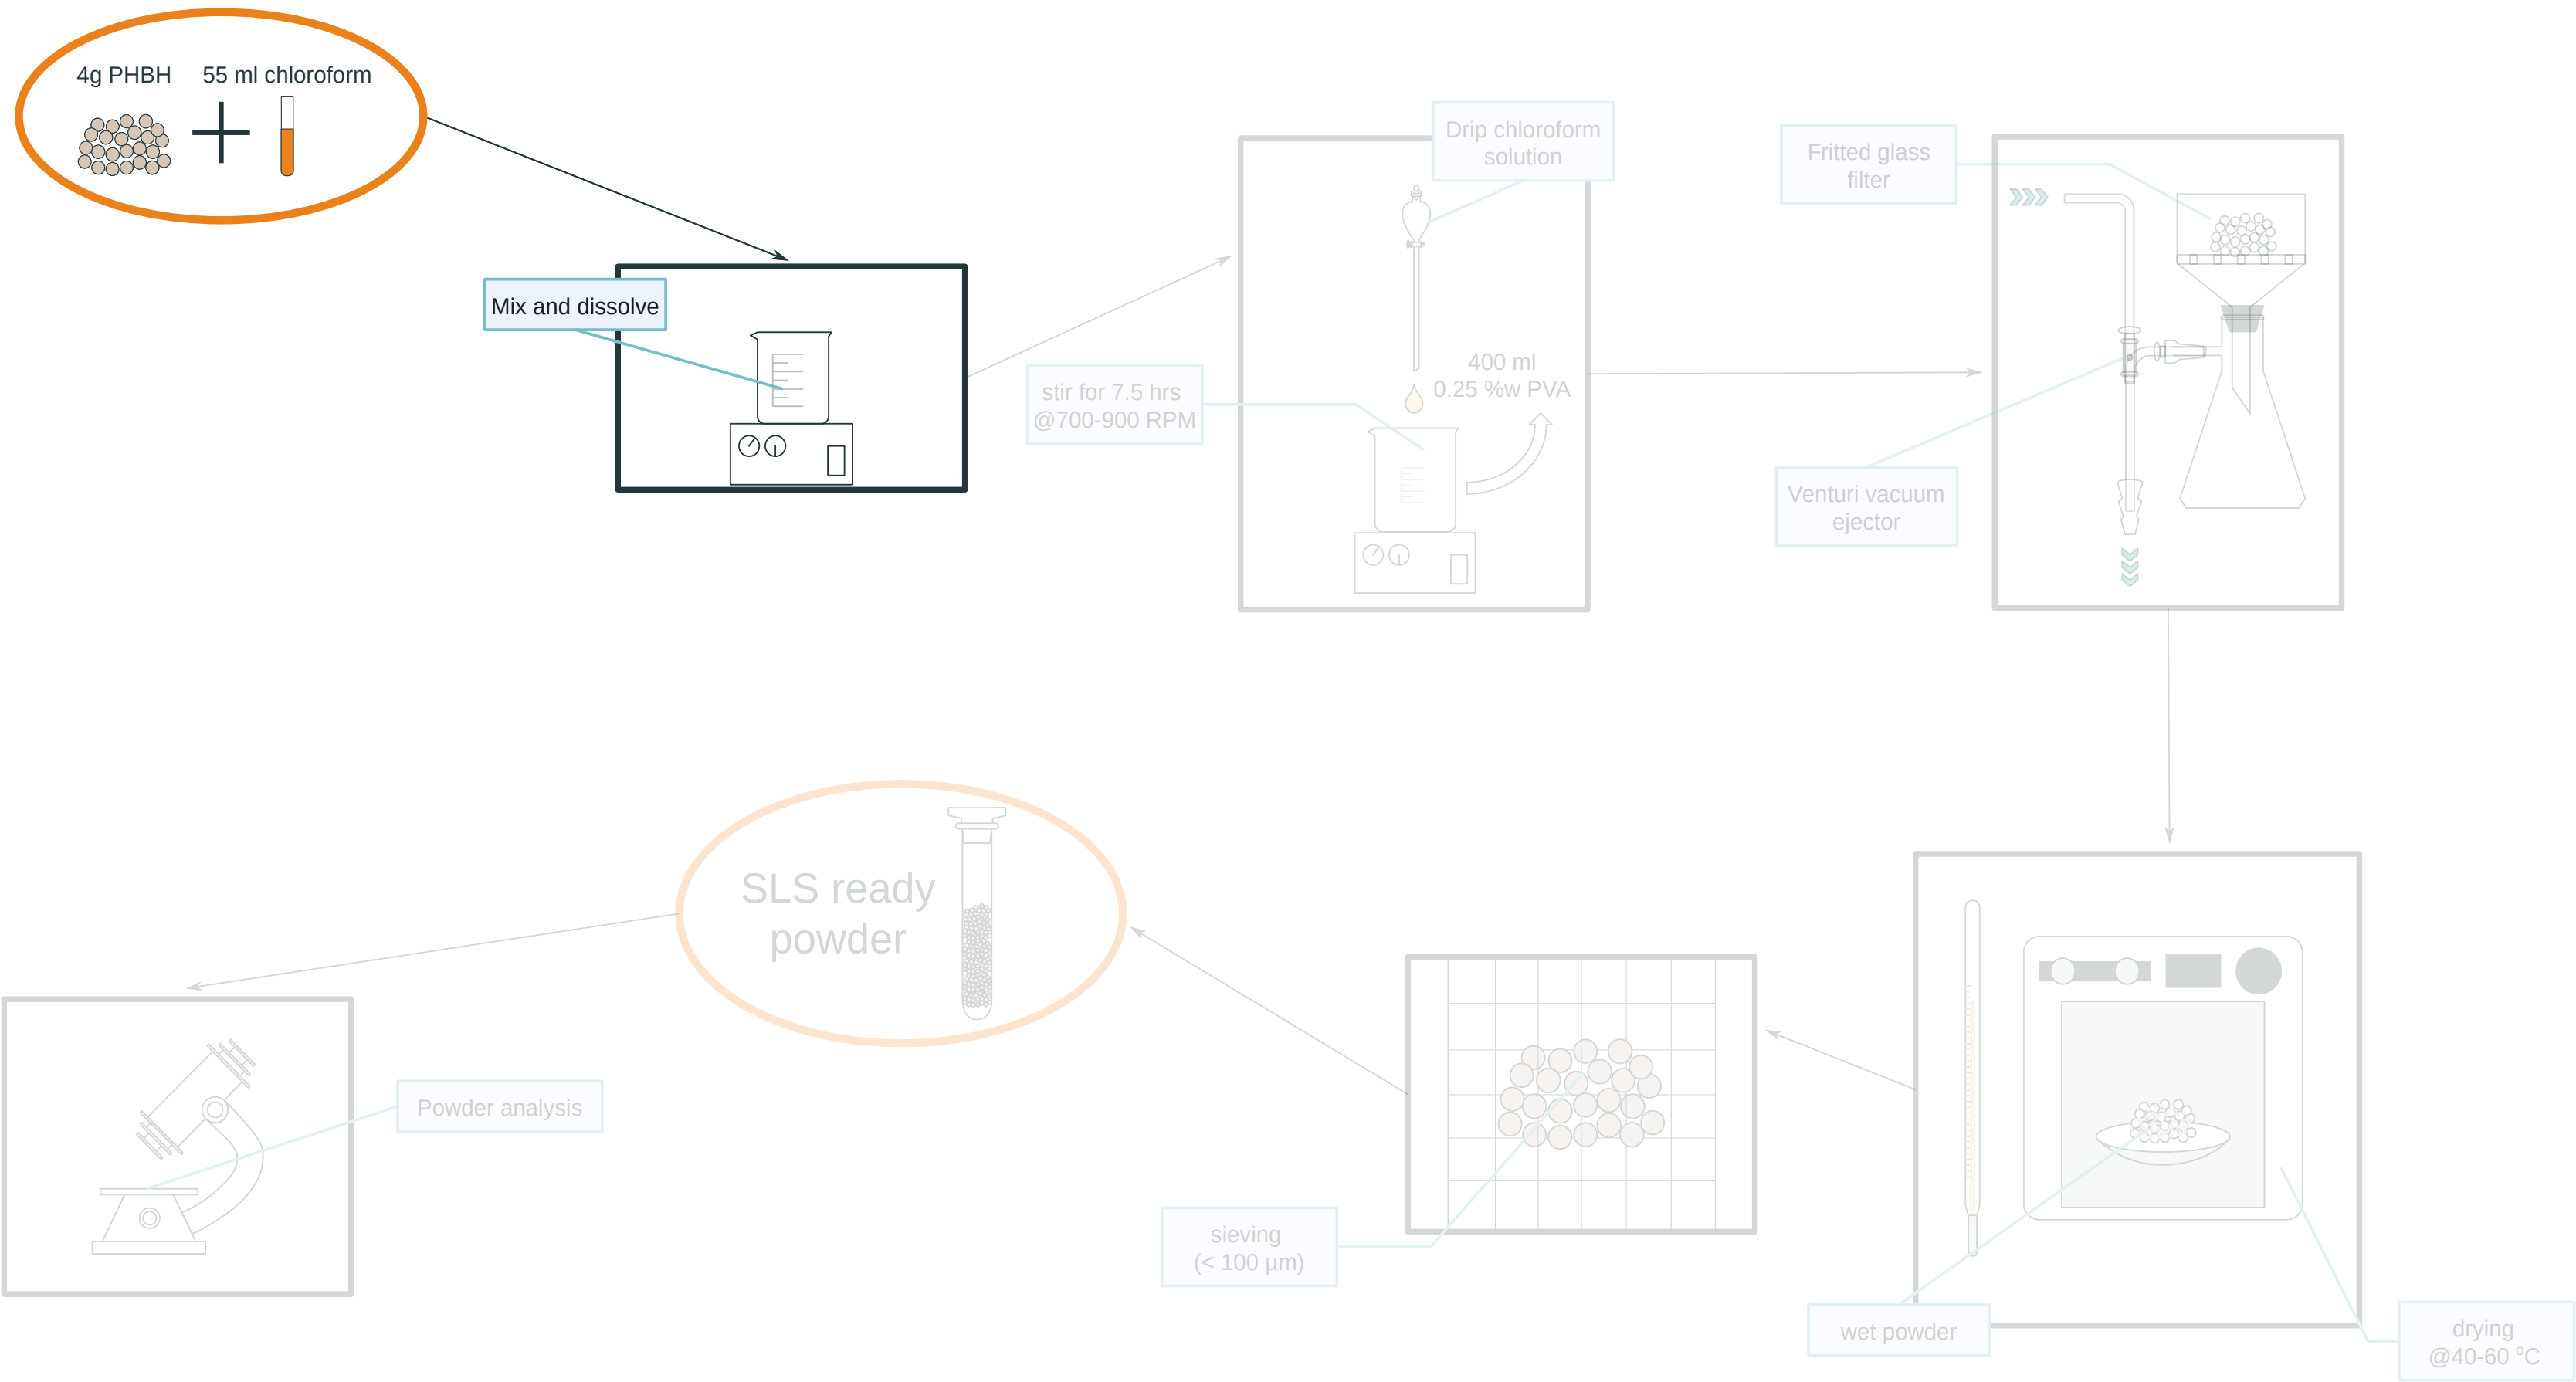 4g PHBH
55 ml chloroform
Mix and dissolve
Drip chloroform
solution
stir for 7.5 hrs
@700-900 RPM
400 ml
0.25 %w PVA
Fritted glass
filter
Venturi vacuum
ejector
SLS ready
powder
Powder analysis
sieving
(< 100 µm)
wet powder
drying
@40-60 ⁰C